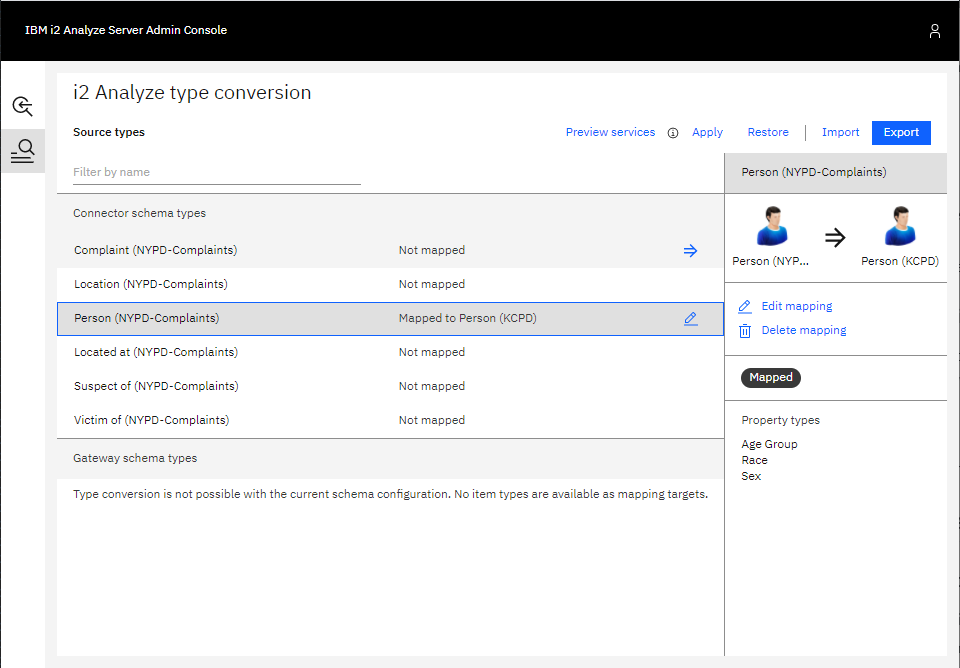 IBM i2 Analyze Server Admin Console
i2 Analyze type conversion
Source types
Preview services
Apply
Restore
Import
Export
Filter by name
Connector schema types
Complaint (NYPD-Complaints) Not mapped
Location (NYPD-Complaints) Not mapped
Person (NYPD-Complaints) Mapped to Person (KCPD)
Located at (NYPD-Complaints) Not mapped
Suspect of (NYPD-Complaints) Not mapped
Victim of (NYPD-Complaints) Not mapped
Gateway schema types
Type conversion is not possible with the current schema configuration. No item types are available as mapping targets.
Person (NYPD-Complaints)
Person (NYP... Person (KCPD)
Edit mapping
Delete mapping
Mapped
Property types
Age Group
Race
Sex